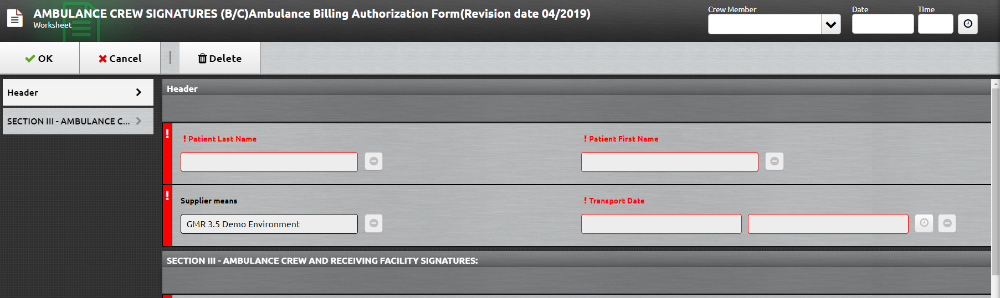 AMBULANCE CREW SIGNATURES (B/C)Ambulance Billing Authorization Form(Revision date 04/2019)
Worksheet
Crew Member
Date
Time
OK
Cancel
Delete
Header
SECTION III - AMBULANCE C...
Header
! Patient Last Name
! Patient First Name
Supplier means
GMR 3.5 Demo Environment
! Transport Date
SECTION III - AMBULANCE CREW AND RECEIVING FACILITY SIGNATURES: